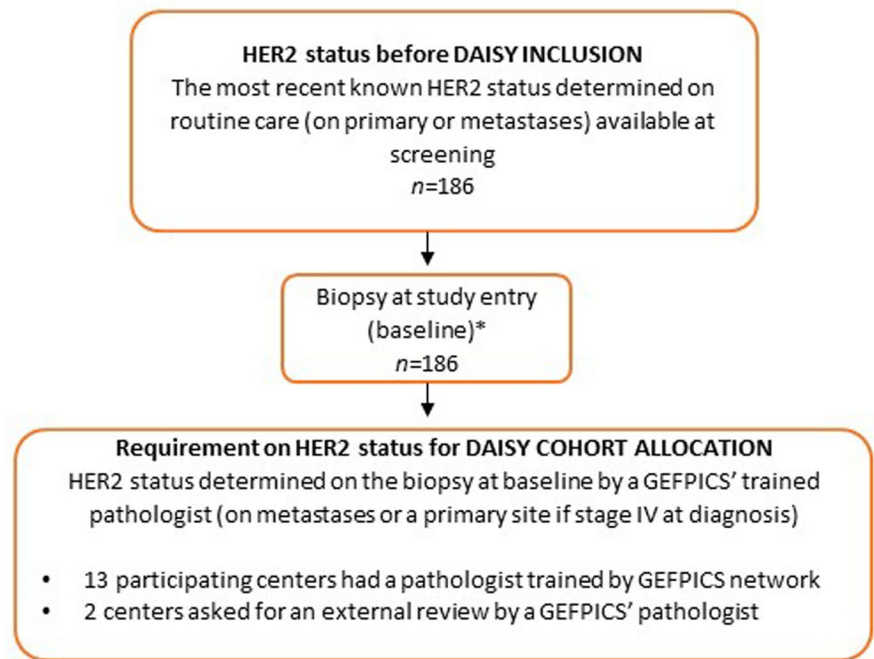 HER2 status before DAISY INCLUSION
The most recent known HER2 status determined on
routine care (on primary or metastases) available at
screening
n=186
Biopsy at study entry
(baseline)*
n=186
Requirement on HER2 status for DAISY COHORT ALLOCATION
HER2 status determined on the biopsy at baseline by a GEFPICS’ trained
pathologist (on metastases or a primary site if stage IV at diagnosis)
• 13 participating centers had a pathologist trained by GEFPICS network
• 2 centers asked for an external review by a GEFPICS’ pathologist